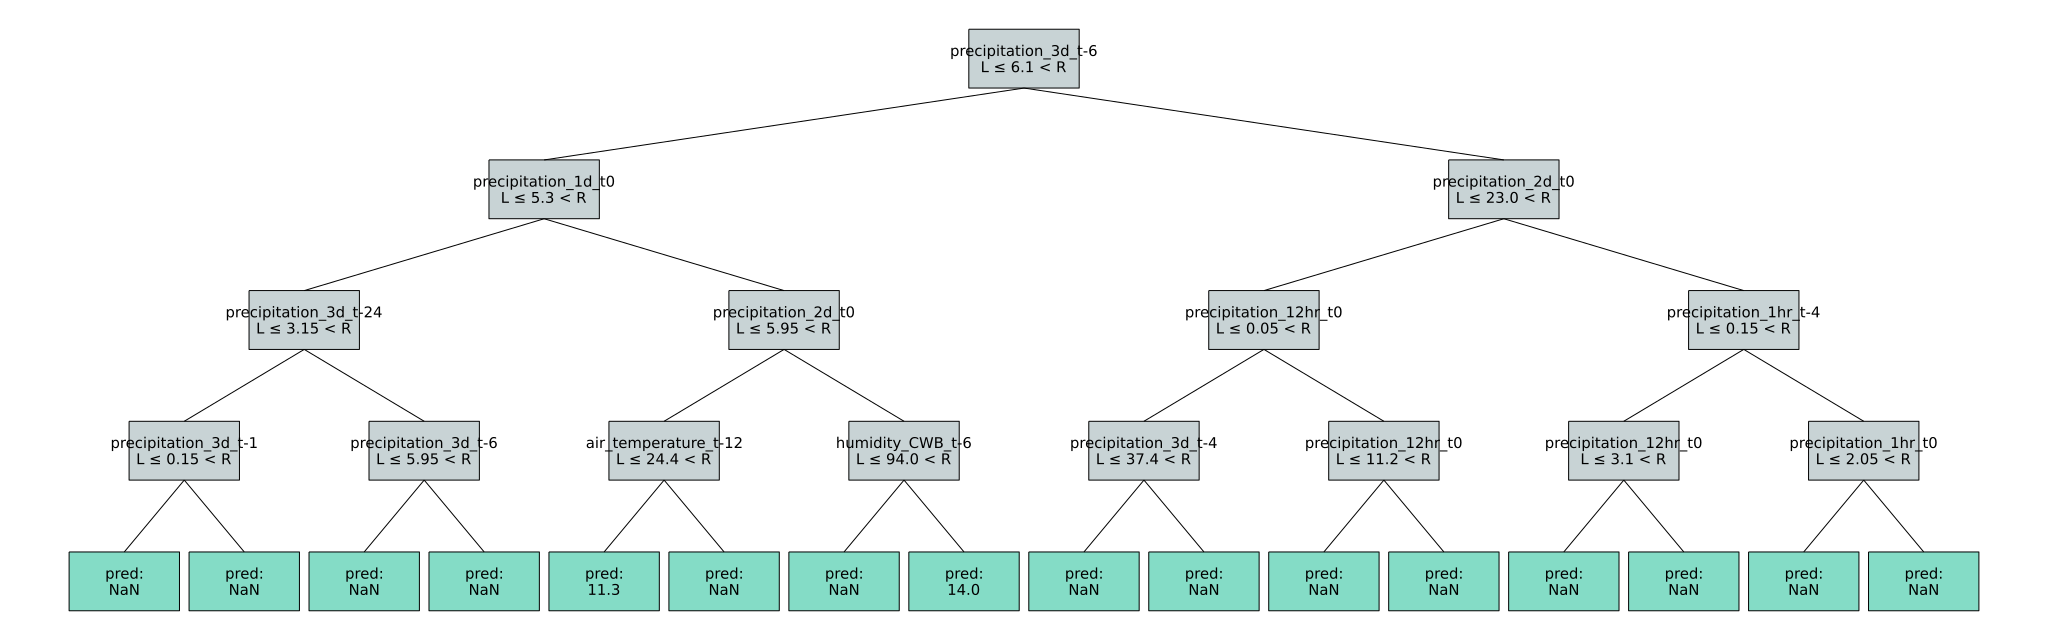 precipitation_3d_t-6
L ≤ 6.1 < R
precipitation_1d_t0
L ≤ 5.3 < R
precipitation_2d_t0
L ≤ 23.0 < R
precipitation_3d_t-24
L ≤ 3.15 < R
precipitation_2d_t0
L ≤ 5.95 < R
precipitation_12hr_t0
L ≤ 0.05 < R
precipitation_1hr_t-4
L ≤ 0.15 < R
precipitation_3d_t-1
L ≤ 0.15 < R
precipitation_3d_t-6
L ≤ 5.95 < R
air_temperature_t-12
L ≤ 24.4 < R
humidity_CWB_t-6
L ≤ 94.0 < R
precipitation_3d_t-4
L ≤ 37.4 < R
precipitation_12hr_t0
L ≤ 11.2 < R
precipitation_12hr_t0
L ≤ 3.1 < R
precipitation_1hr_t0
L ≤ 2.05 < R
pred:
NaN
pred:
NaN
pred:
NaN
pred:
NaN
pred:
11.3
pred:
NaN
pred:
NaN
pred:
14.0
pred:
NaN
pred:
NaN
pred:
NaN
pred:
NaN
pred:
NaN
pred:
NaN
pred:
NaN
pred:
NaN